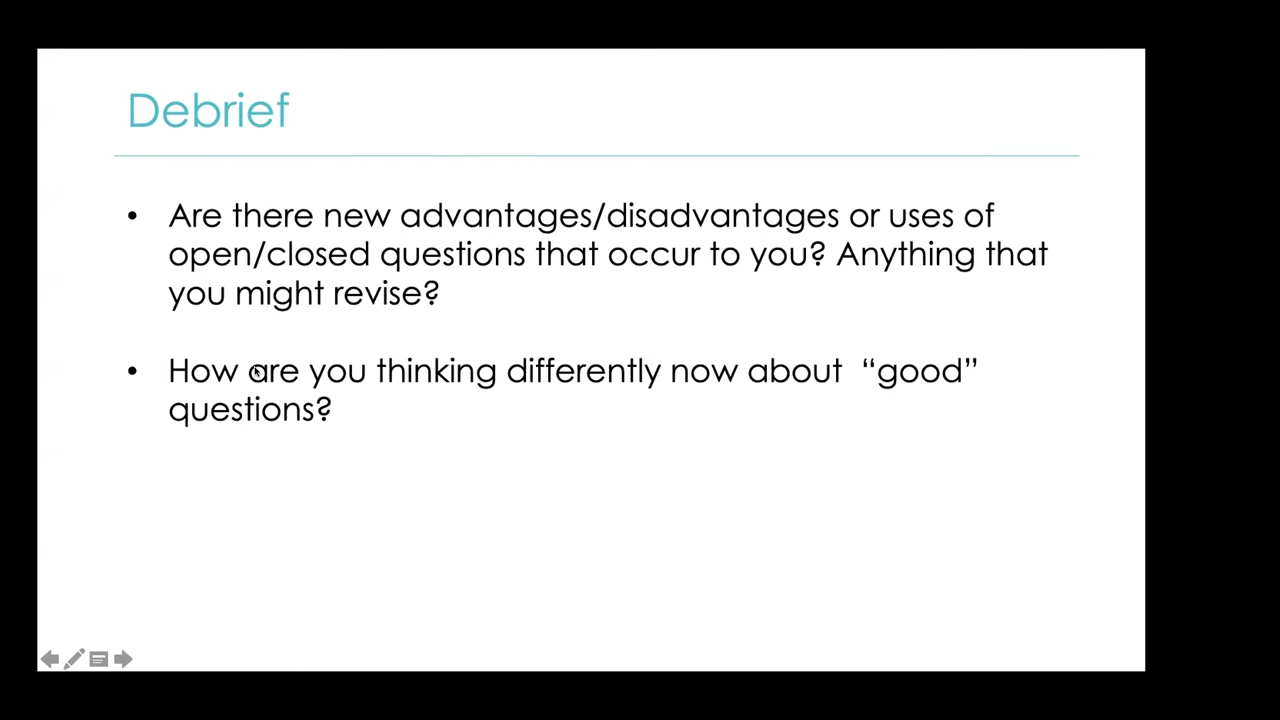 Debrief
• Are there new advantages/disadvantages or uses of
open/closed questions that occur to you? Anything that
you might revise?
• How are you thinking differently now about “good”
questions?